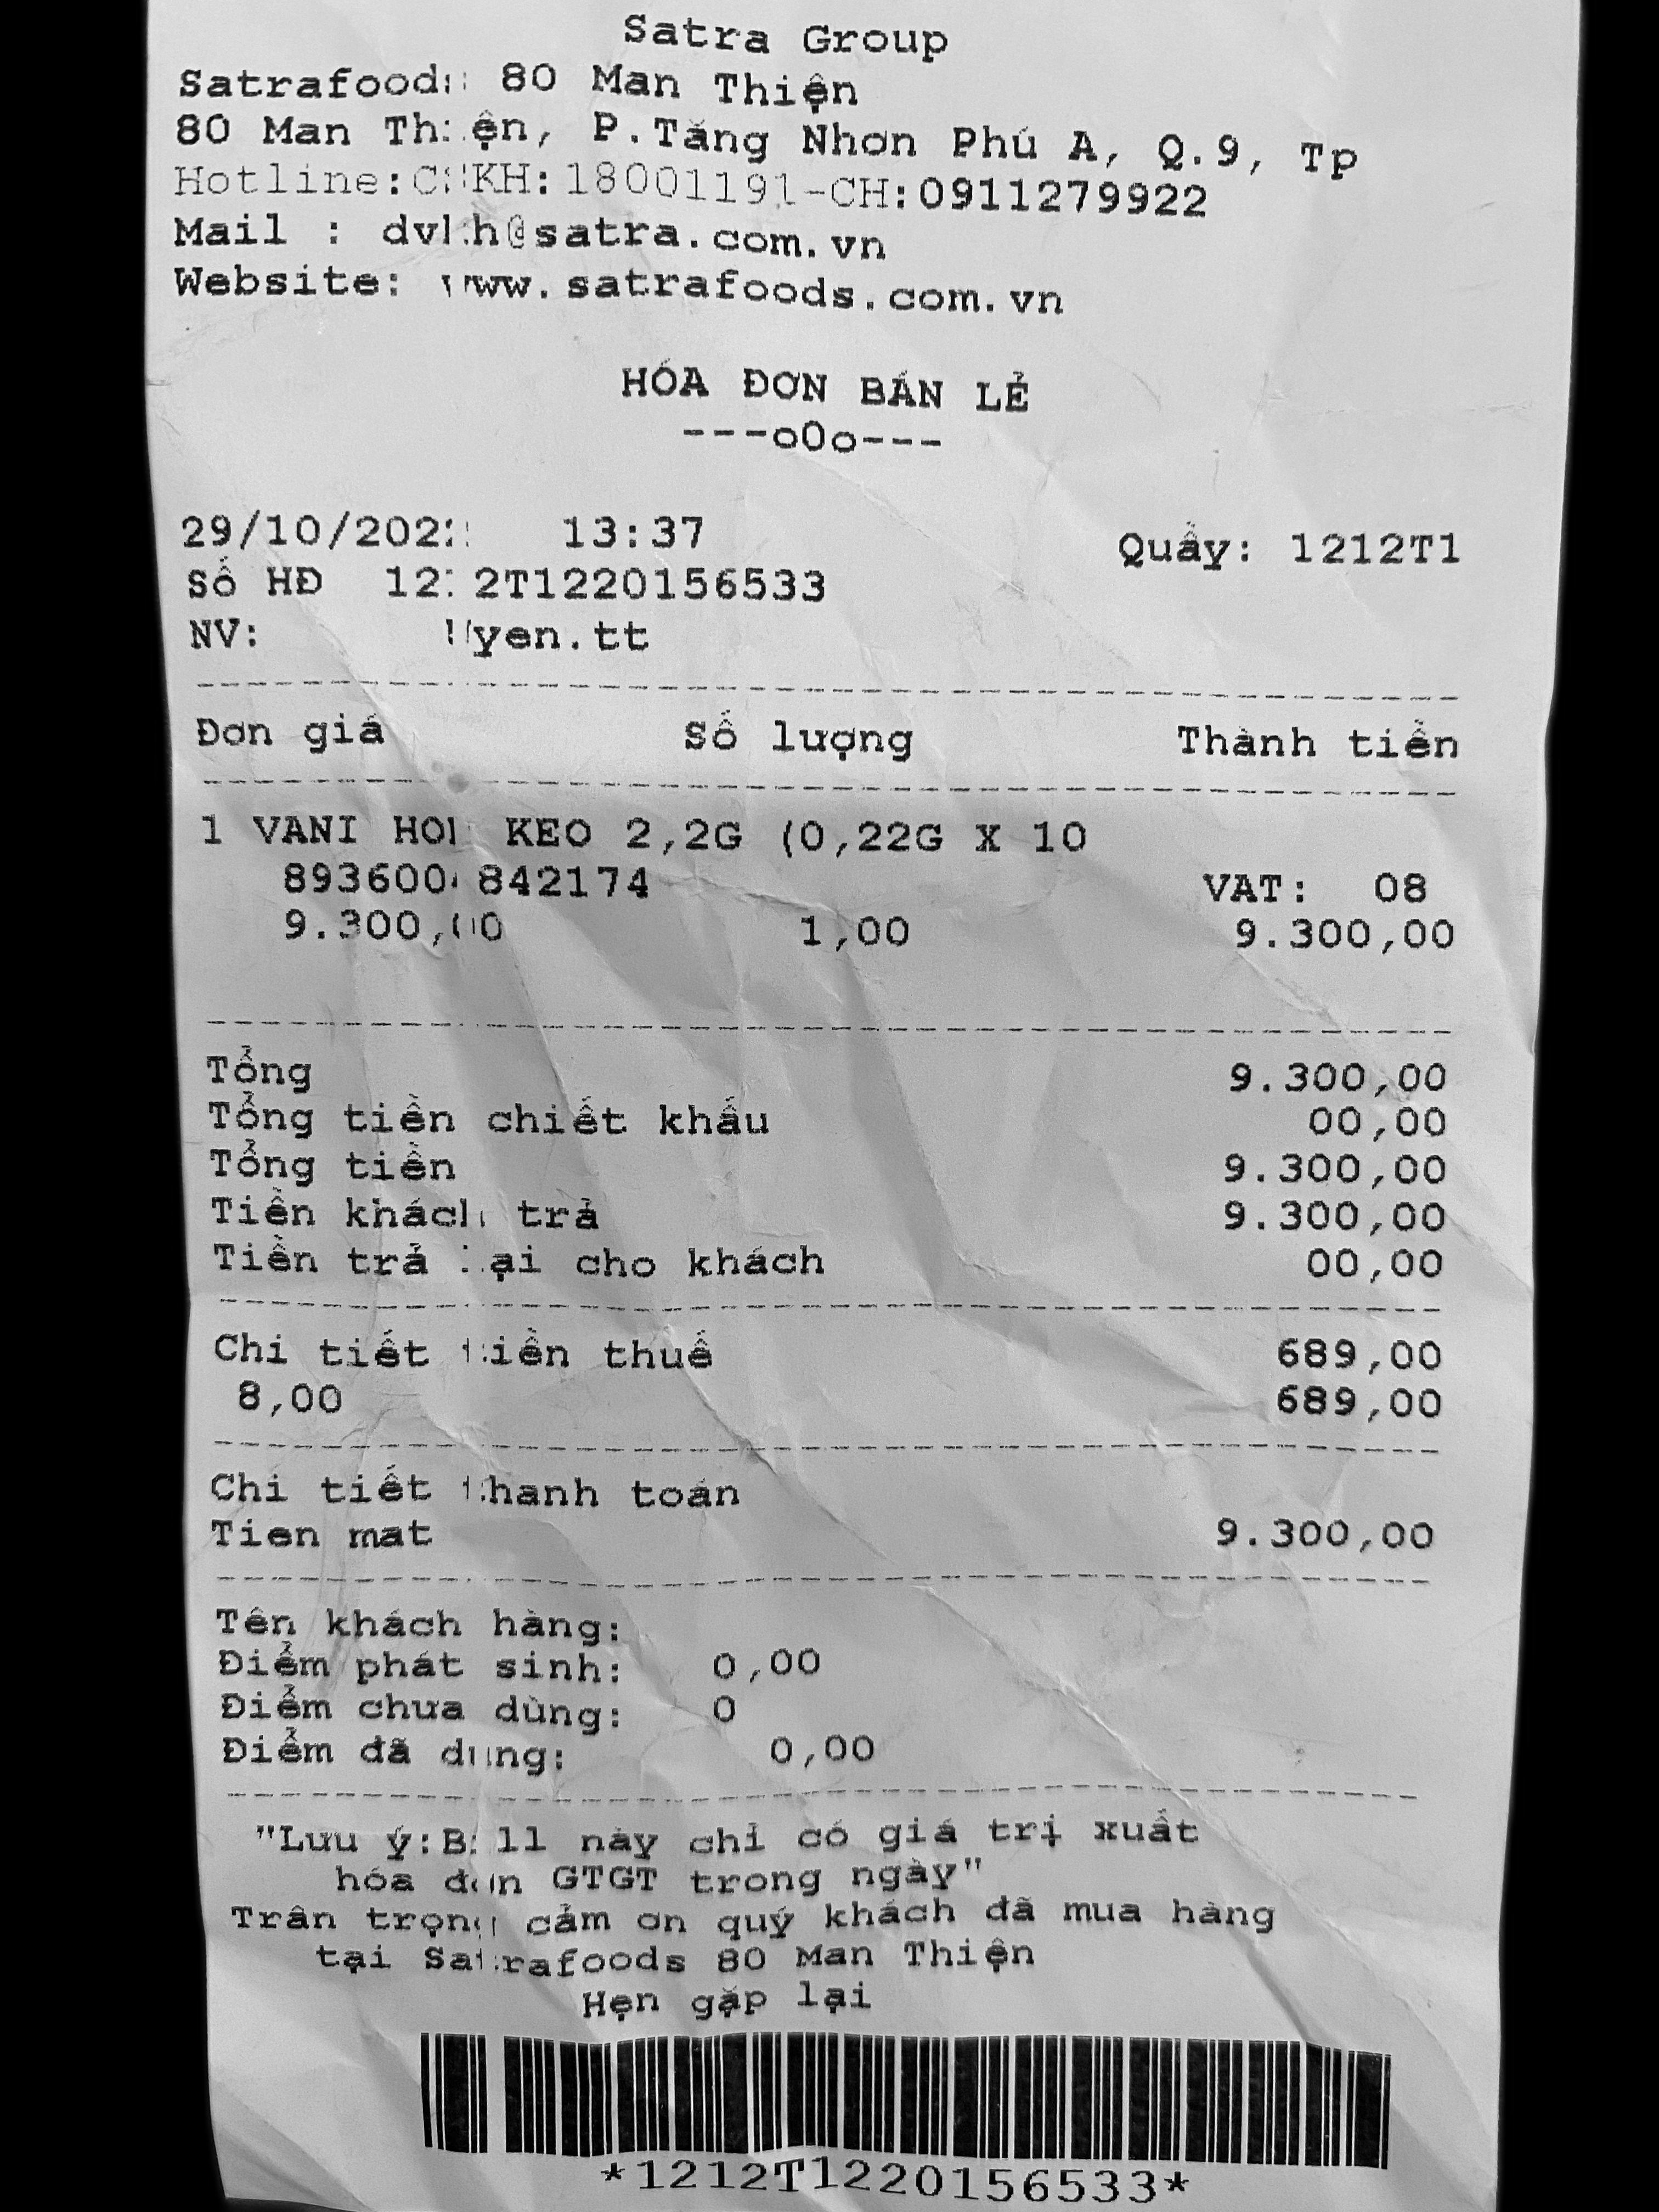 Satra Group
Satrafoods 80 Man Thiện
80 Man Thiện, P.Tăng Nhơn Phú A, Q.9, Tp
Hotline:CSKH:18001191-CH:0911279922
Mail : dvkh@satra.com.vn
Website: www.satrafoods.com.vn
HÓA ĐƠN BÁN LẺ
---oOo---
29/10/2022 13:37 Quầy: 1212T1
Số HĐ 1212T1220156533
NV: yen.tt
Đơn giá Số lượng Thành tiền
1 VANI HOP KEO 2,2G (0,22G X 10
VAT: 08
9.300,00 1,00 9.300,00
Tổng 9.300,00
Tổng tiền chiết khấu 00,00
Tổng tiền 9.300,00
Tiền khách trả 9.300,00
Tiền trả lại cho khách 00,00
Chi tiết tiền thuế 689,00
8,00 689,00
Chi tiết thanh toán
Tien mat 9.300,00
Tên khách hàng:
Điểm phát sinh: 0,00
Điểm chưa dùng: 0
Điểm đã dùng: 0,00
"Lưu ý:Bill này chỉ có giá trị xuất
hóa đơn GTGT trong ngày"
Trân trọng cảm ơn quý khách đã mua hàng
tại Satrafoods 80 Man Thiện
Hẹn gặp lại
*1212T1220156533*